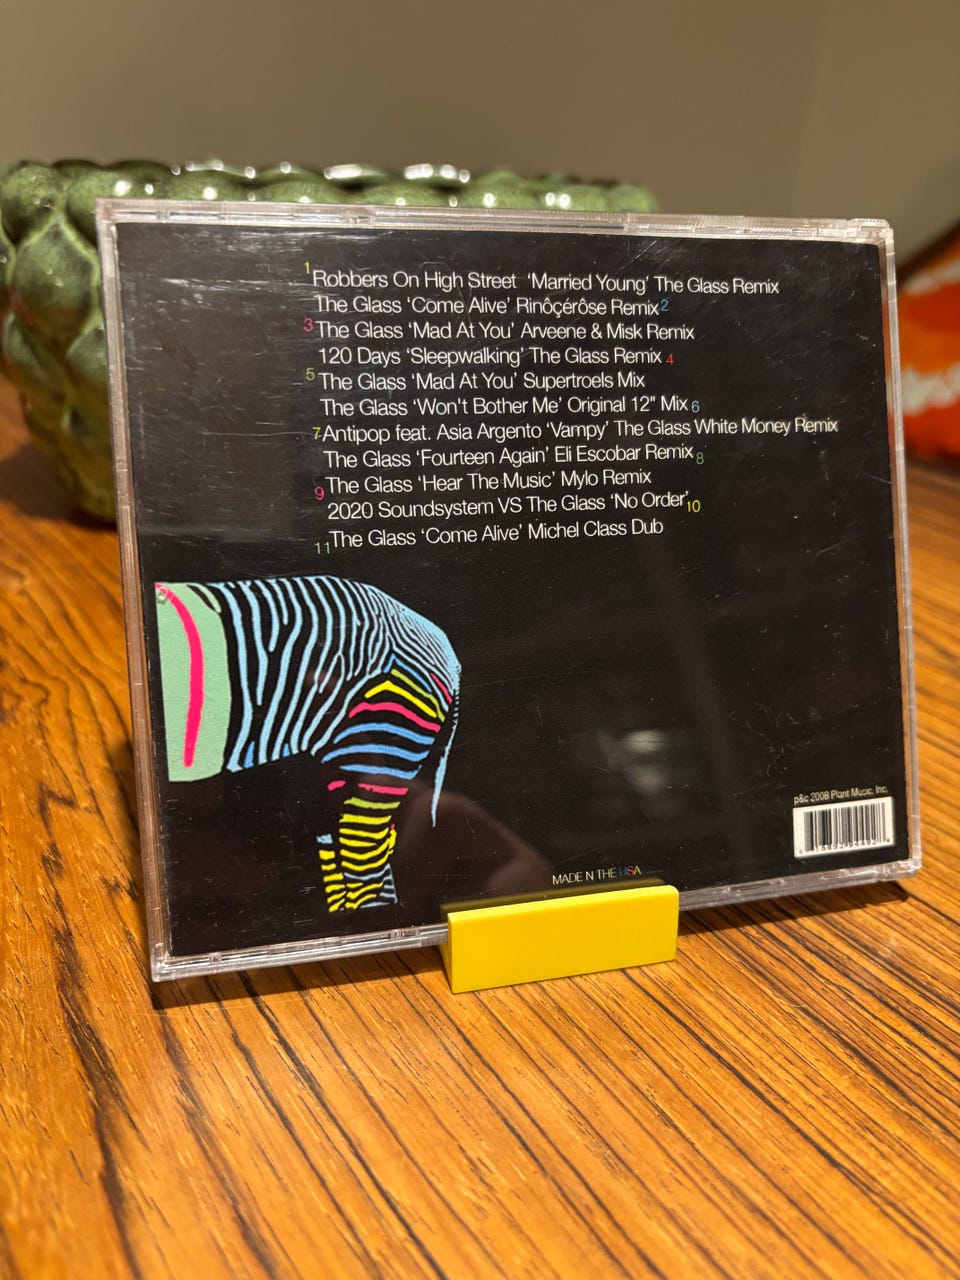 1 Robbers On High Street ‘Married Young’ The Glass Remix
The Glass ‘Come Alive’ Rinôçérôse Remix 2
3 The Glass ‘Mad At You’ Arveene & Misk Remix
120 Days ‘Sleepwalking’ The Glass Remix 4
5 The Glass ‘Mad At You’ Supertroels Mix
The Glass ‘Won't Bother Me’ Original 12" Mix 6
7 Antipop feat. Asia Argento ‘Vampy’ The Glass White Money Remix
The Glass ‘Fourteen Again’ Eli Escobar Remix 8
9 The Glass ‘Hear The Music’ Mylo Remix
2020 Soundsystem VS The Glass ‘No Order’ 10
11 The Glass ‘Come Alive’ Michel Class Dub
p&c 2008 Plant Music, Inc.
MADE N THE USA